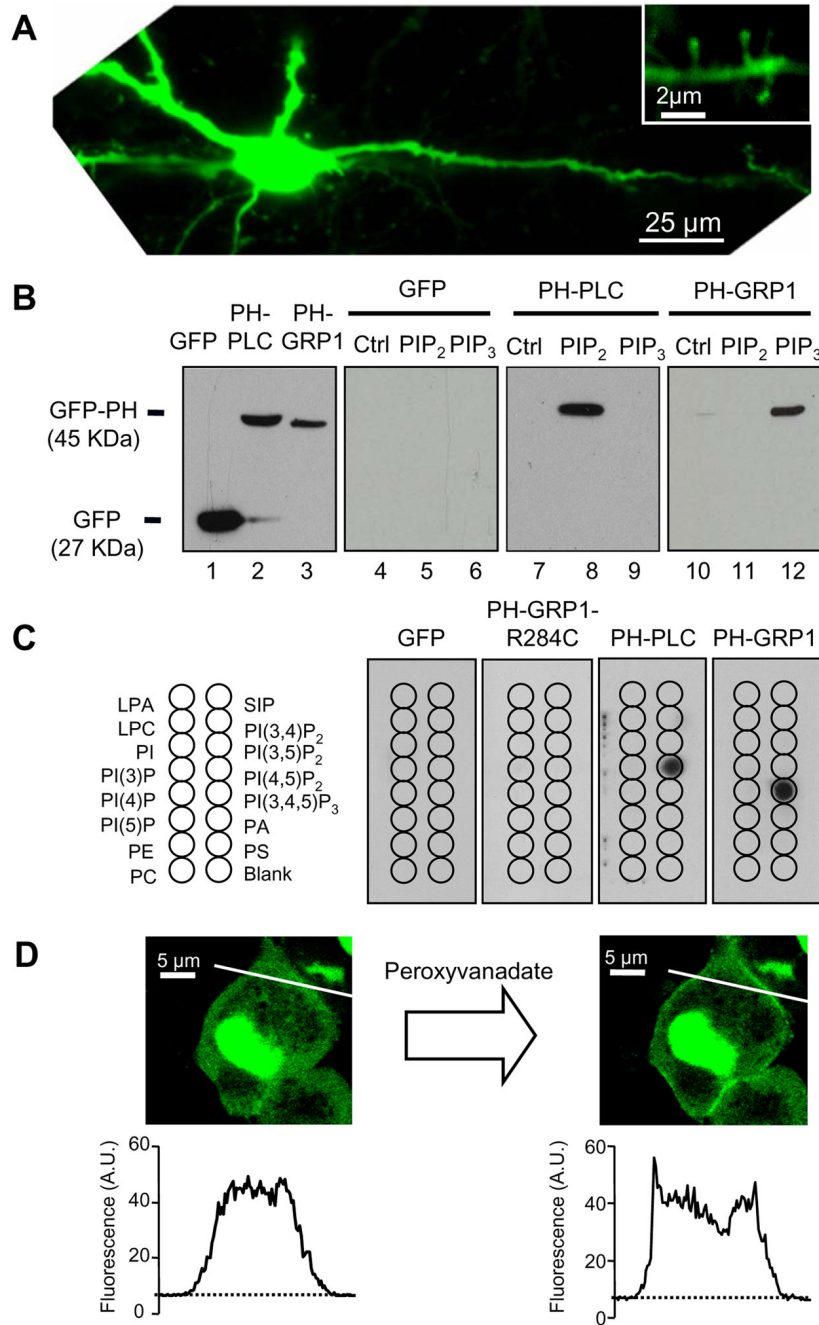 A
2µm
25 µm
B
GFP PH-PLC PH-GRP1
GFP
PH-PLC
PH-GRP1
Ctrl PIP2 PIP3
Ctrl PIP2 PIP3
Ctrl PIP2 PIP3
GFP-PH
(45 KDa)
GFP
(27 KDa)
1 2 3 4 5 6 7 8 9 10 11 12
C
GFP
PH-GRP1-
R284C
PH-PLC
PH-GRP1
LPA SIP
LPC PI(3,4)P2
PI PI(3,5)P2
PI(3)P PI(4,5)P2
PI(4)P PI(3,4,5)P3
PI(5)P PA
PE PS
PC Blank
D
5 µm
Peroxyvanadate
5 µm
Fluorescence (A.U.)
60
40
20
0
Fluorescence (A.U.)
60
40
20
0